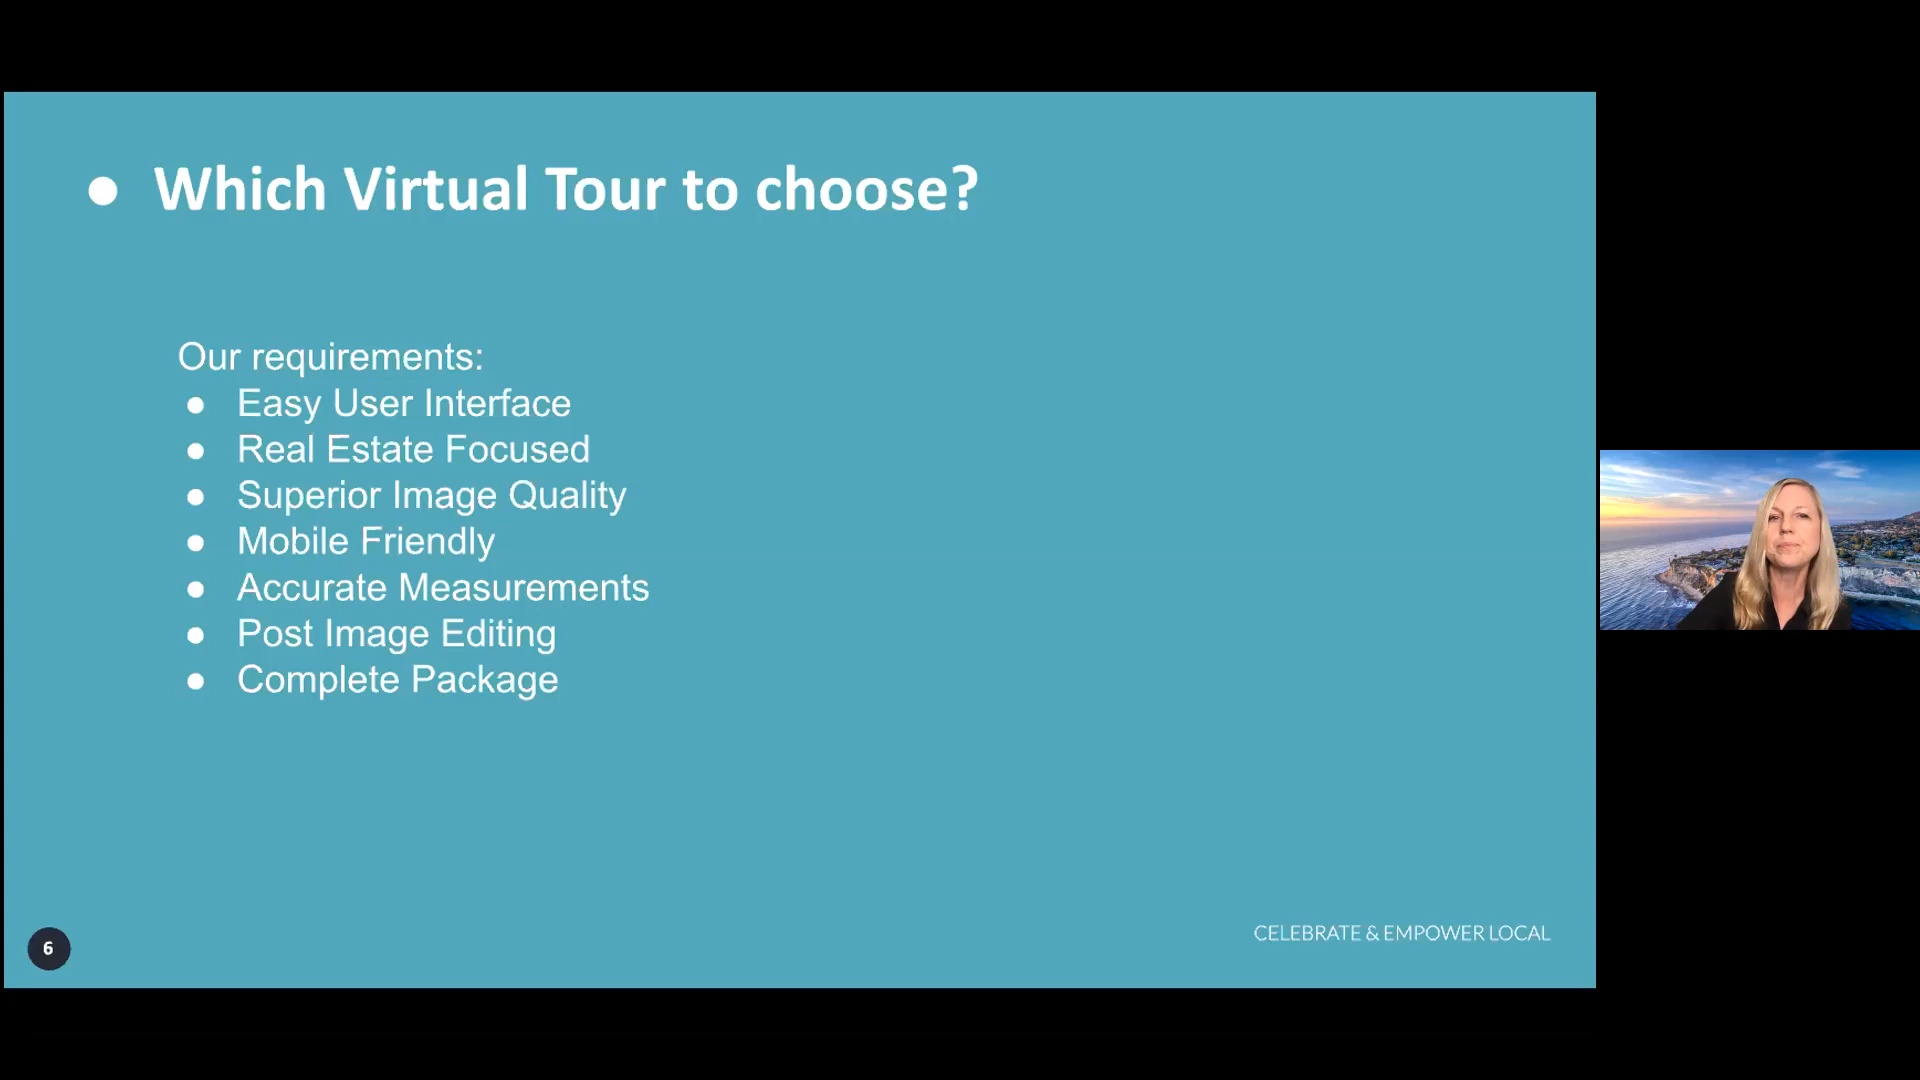 ● Which Virtual Tour to choose?
Our requirements:
● Easy User Interface
● Real Estate Focused
● Superior Image Quality
● Mobile Friendly
● Accurate Measurements
● Post Image Editing
● Complete Package
CELEBRATE & EMPOWER LOCAL
6